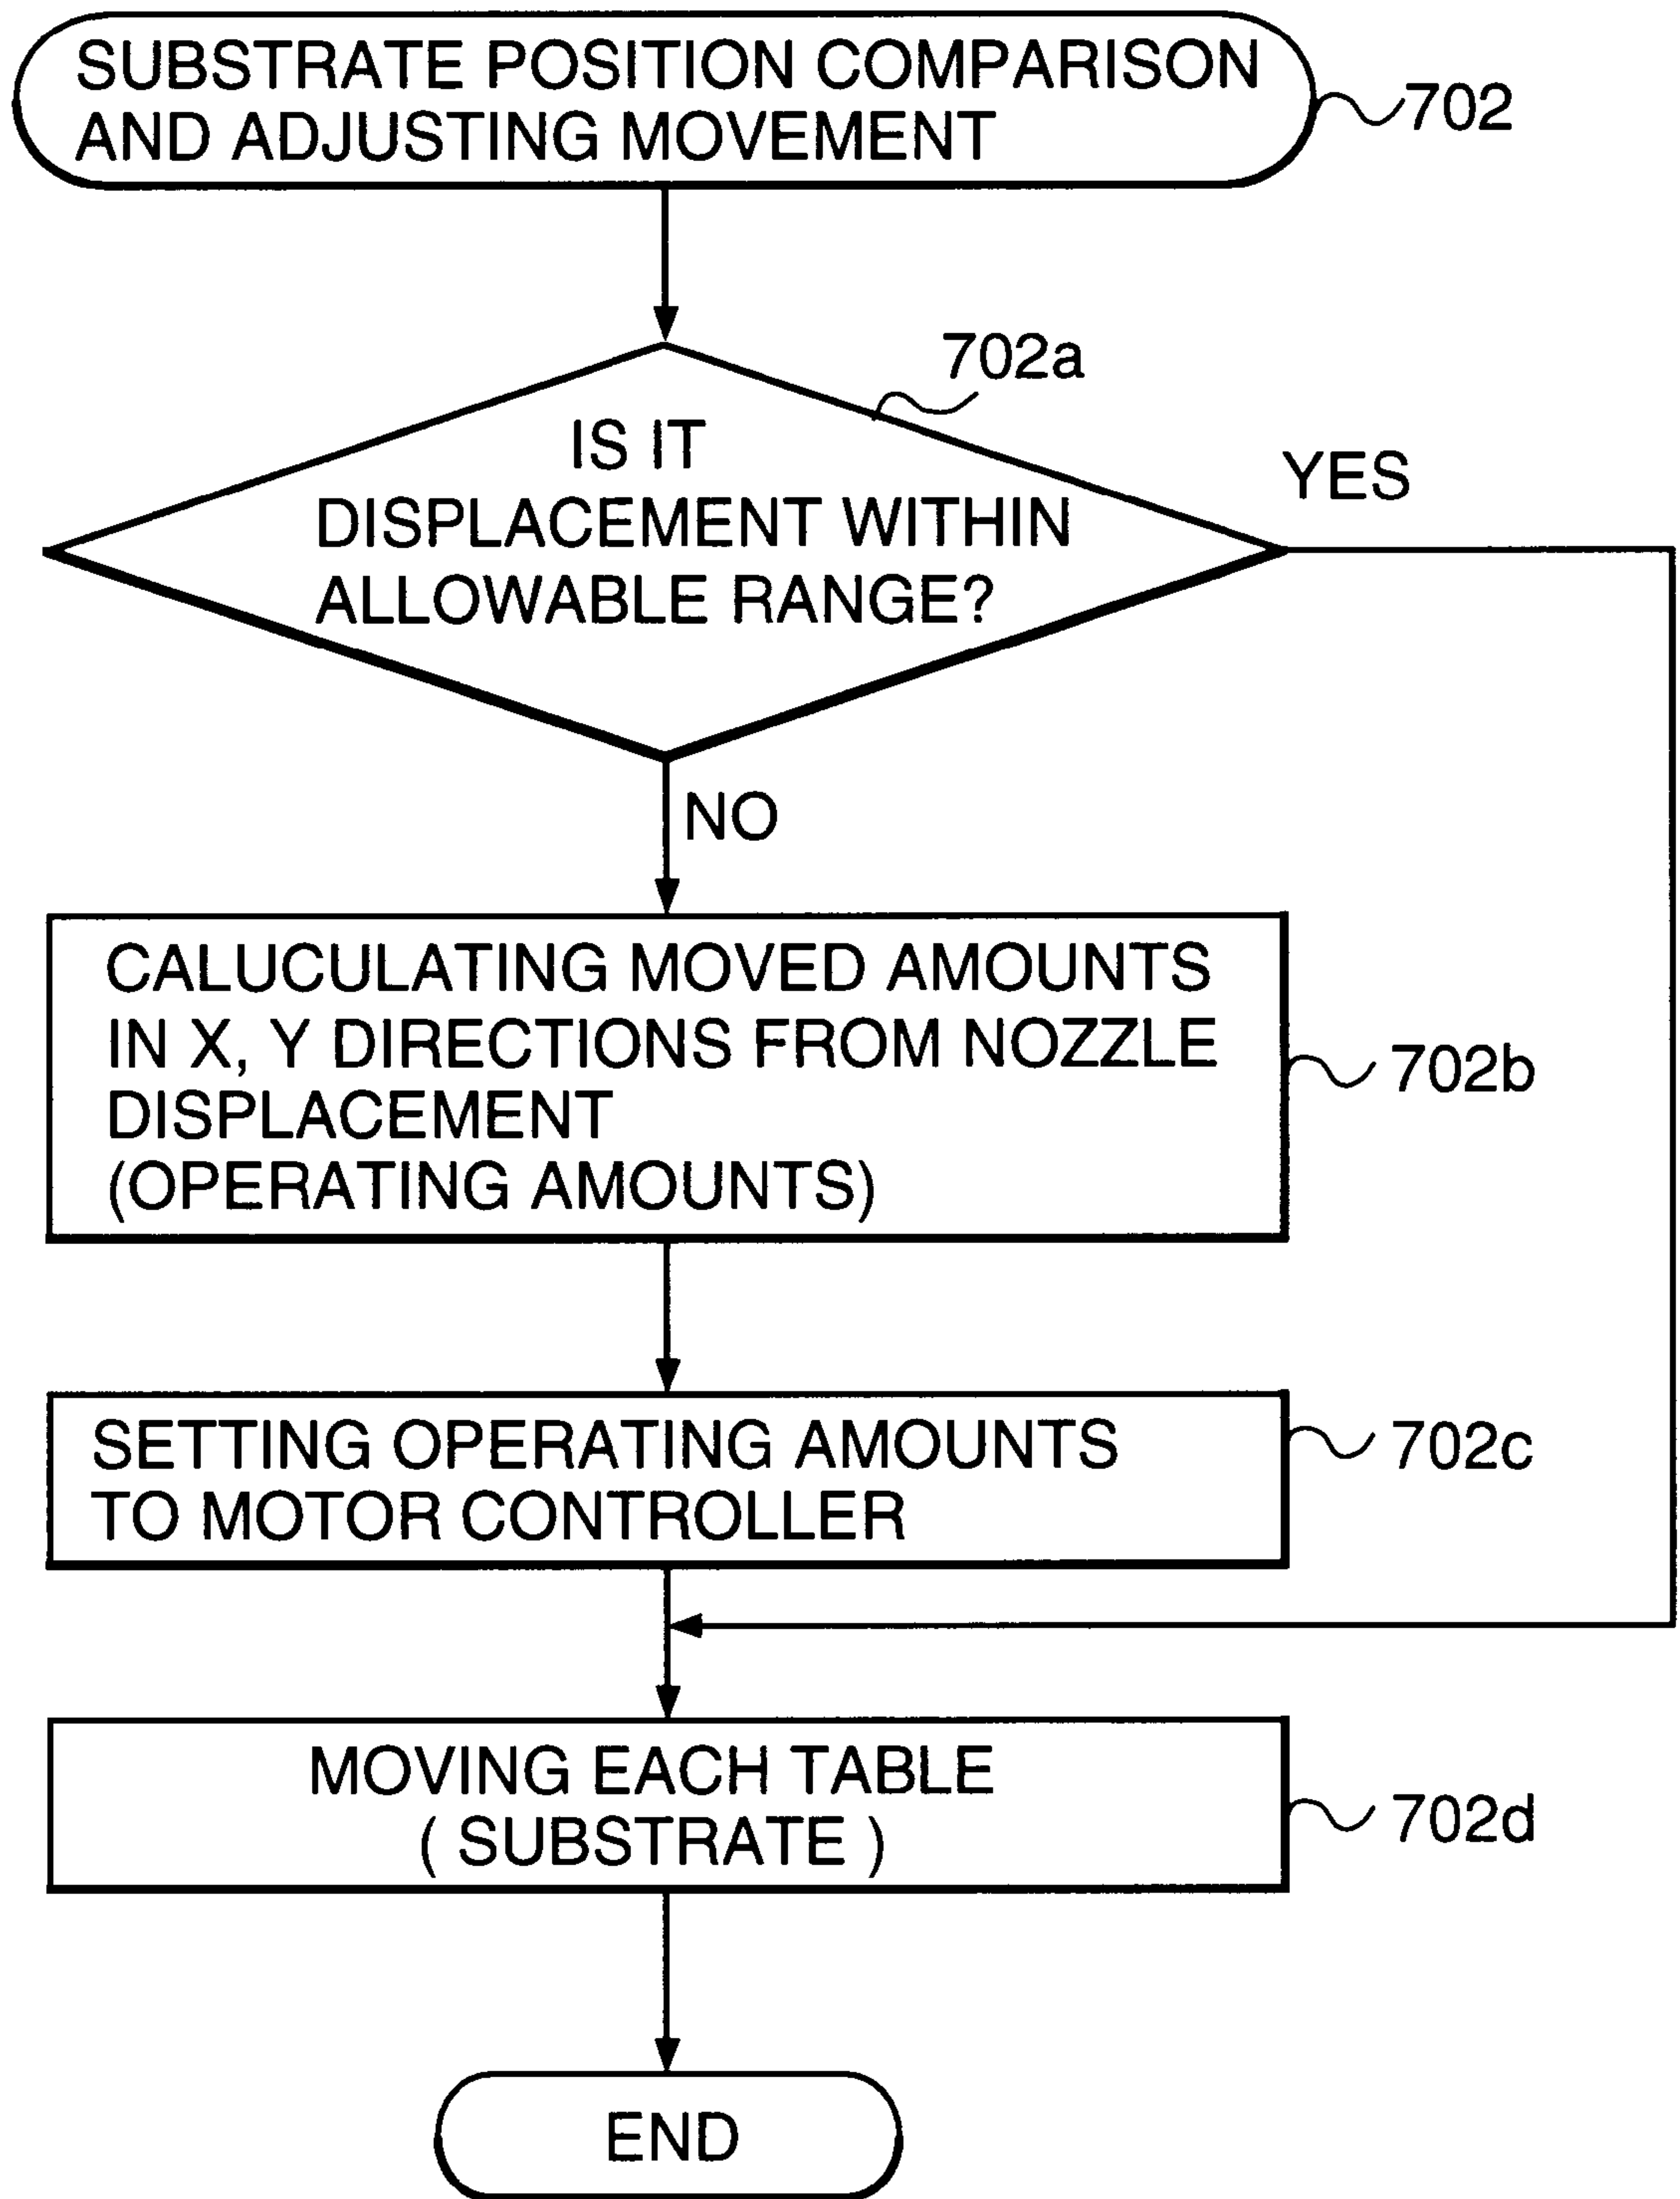 SUBSTRATE POSITION COMPARISON
AND ADJUSTING MOVEMENT
702
702a
IS IT
DISPLACEMENT WITHIN
ALLOWABLE RANGE?
YES
NO
CALUCULATING MOVED AMOUNTS
IN X, Y DIRECTIONS FROM NOZZLE
DISPLACEMENT
(OPERATING AMOUNTS)
702b
SETTING OPERATING AMOUNTS
TO MOTOR CONTROLLER
702c
MOVING EACH TABLE
( SUBSTRATE )
702d
END